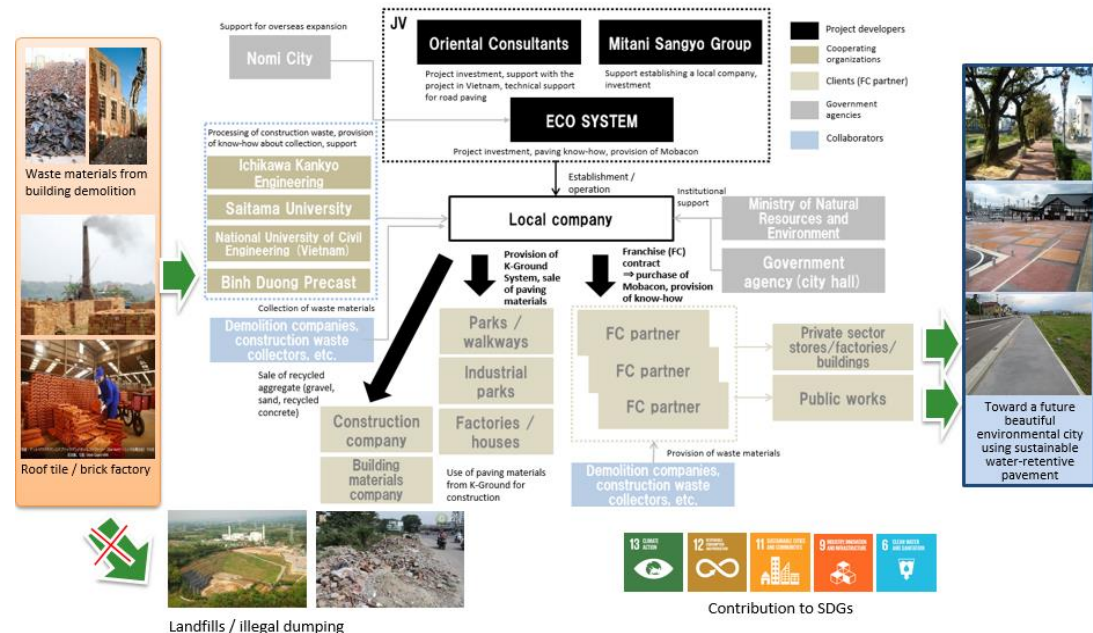 Waste materials from
building demolition
Roof tile / brick factory
Landfills / illegal dumping
Support for overseas expansion
Nomi City
JV
Oriental Consultants
Project investment, support with the
project in Vietnam, technical support
for road paving
Mitani Sangyo Group
Support establishing a local company,
investment
ECO SYSTEM
Project investment, paving know-how, provision of Mobacon
Project developers
Cooperating
organizations
Clients (FC partner)
Government
agencies
Collaborators
Processing of construction waste, provision
of know-how about collection, support
Ichikawa Kankyo
Engineering
Saitama University
National University of Civil
Engineering (Vietnam)
Binh Duong Precast
Collection of waste materials
Demolition companies,
construction waste
collectors, etc.
Establishment /
operation
Local company
Institutional
support
Ministry of Natural
Resources and
Environment
Government
agency (city hall)
Sale of recycled
aggregate (gravel,
sand, recycled
concrete)
Construction
company
Building
materials
company
Provision of
K-Ground
System, sale
of paving
materials
Parks /
walkways
Industrial
parks
Factories /
houses
Use of paving materials
from K-Ground for
construction
Franchise (FC)
contract
⇒ purchase of
Mobacon, provision
of know-how
FC partner
FC partner
FC partner
Provision of waste materials
Demolition companies,
construction waste
collectors, etc.
Private sector
stores/factories/
buildings
Public works
Toward a future
beautiful
environmental city
using sustainable
water-retentive
pavement
13 CLIMATE
ACTION
12 RESPONSIBLE
CONSUMPTION
AND PRODUCTION
11 SUSTAINABLE CITIES
AND COMMUNITIES
9 INDUSTRY, INNOVATION
AND INFRASTRUCTURE
6 CLEAN WATER
AND SANITATION
Contribution to SDGs